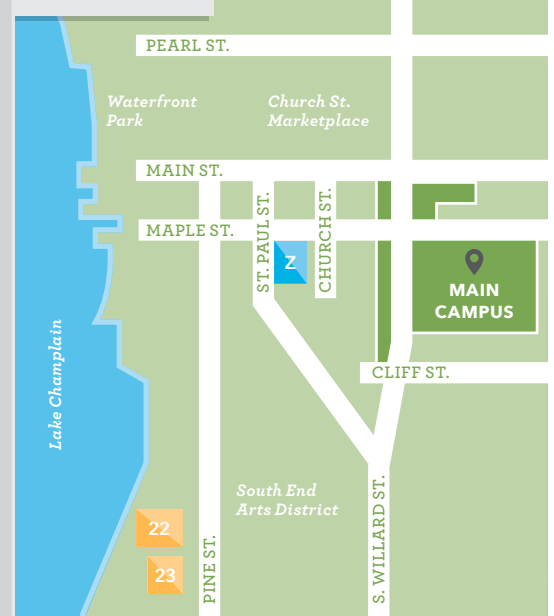 PEARL ST.
Waterfront
Park
Church St.
Marketplace
MAIN ST.
ST. PAUL ST.
CHURCH ST.
MAPLE ST.
Z
MAIN
CAMPUS
Lake Champlain
CLIFF ST.
South End
Arts District
22
23
PINE ST.
S. WILLARD ST.